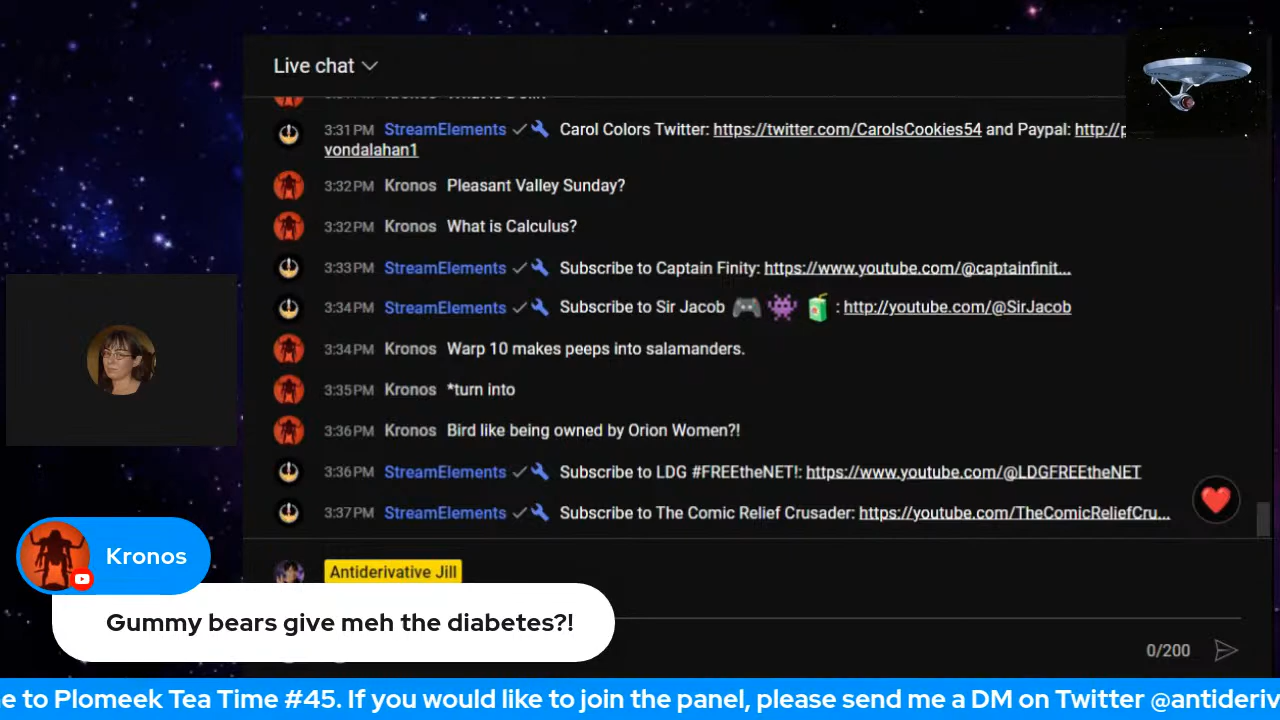 Live chat
3:31 PM StreamElements Carol Colors Twitter: https://twitter.com/CarolsCookies54 and Paypal: http://p
vondalahan1
3:32 PM Kronos Pleasant Valley Sunday?
3:32 PM Kronos What is Calculus?
3:33 PM StreamElements Subscribe to Captain Finity: https://www.youtube.com/@captainfinit...
3:34 PM StreamElements Subscribe to Sir Jacob 🎮 👾 🧃 : http://youtube.com/@SirJacob
3:34 PM Kronos Warp 10 makes peeps into salamanders.
3:35 PM Kronos *turn into
3:36 PM Kronos Bird like being owned by Orion Women?!
3:36 PM StreamElements Subscribe to LDG #FREEtheNET!: https://www.youtube.com/@LDGFREEtheNET
3:37 PM StreamElements Subscribe to The Comic Relief Crusader: https://youtube.com/TheComicReliefCru...
Kronos
Antiderivative Jill
Gummy bears give meh the diabetes?!
0/200
e to Plomeek Tea Time #45. If you would like to join the panel, please send me a DM on Twitter @antideriv